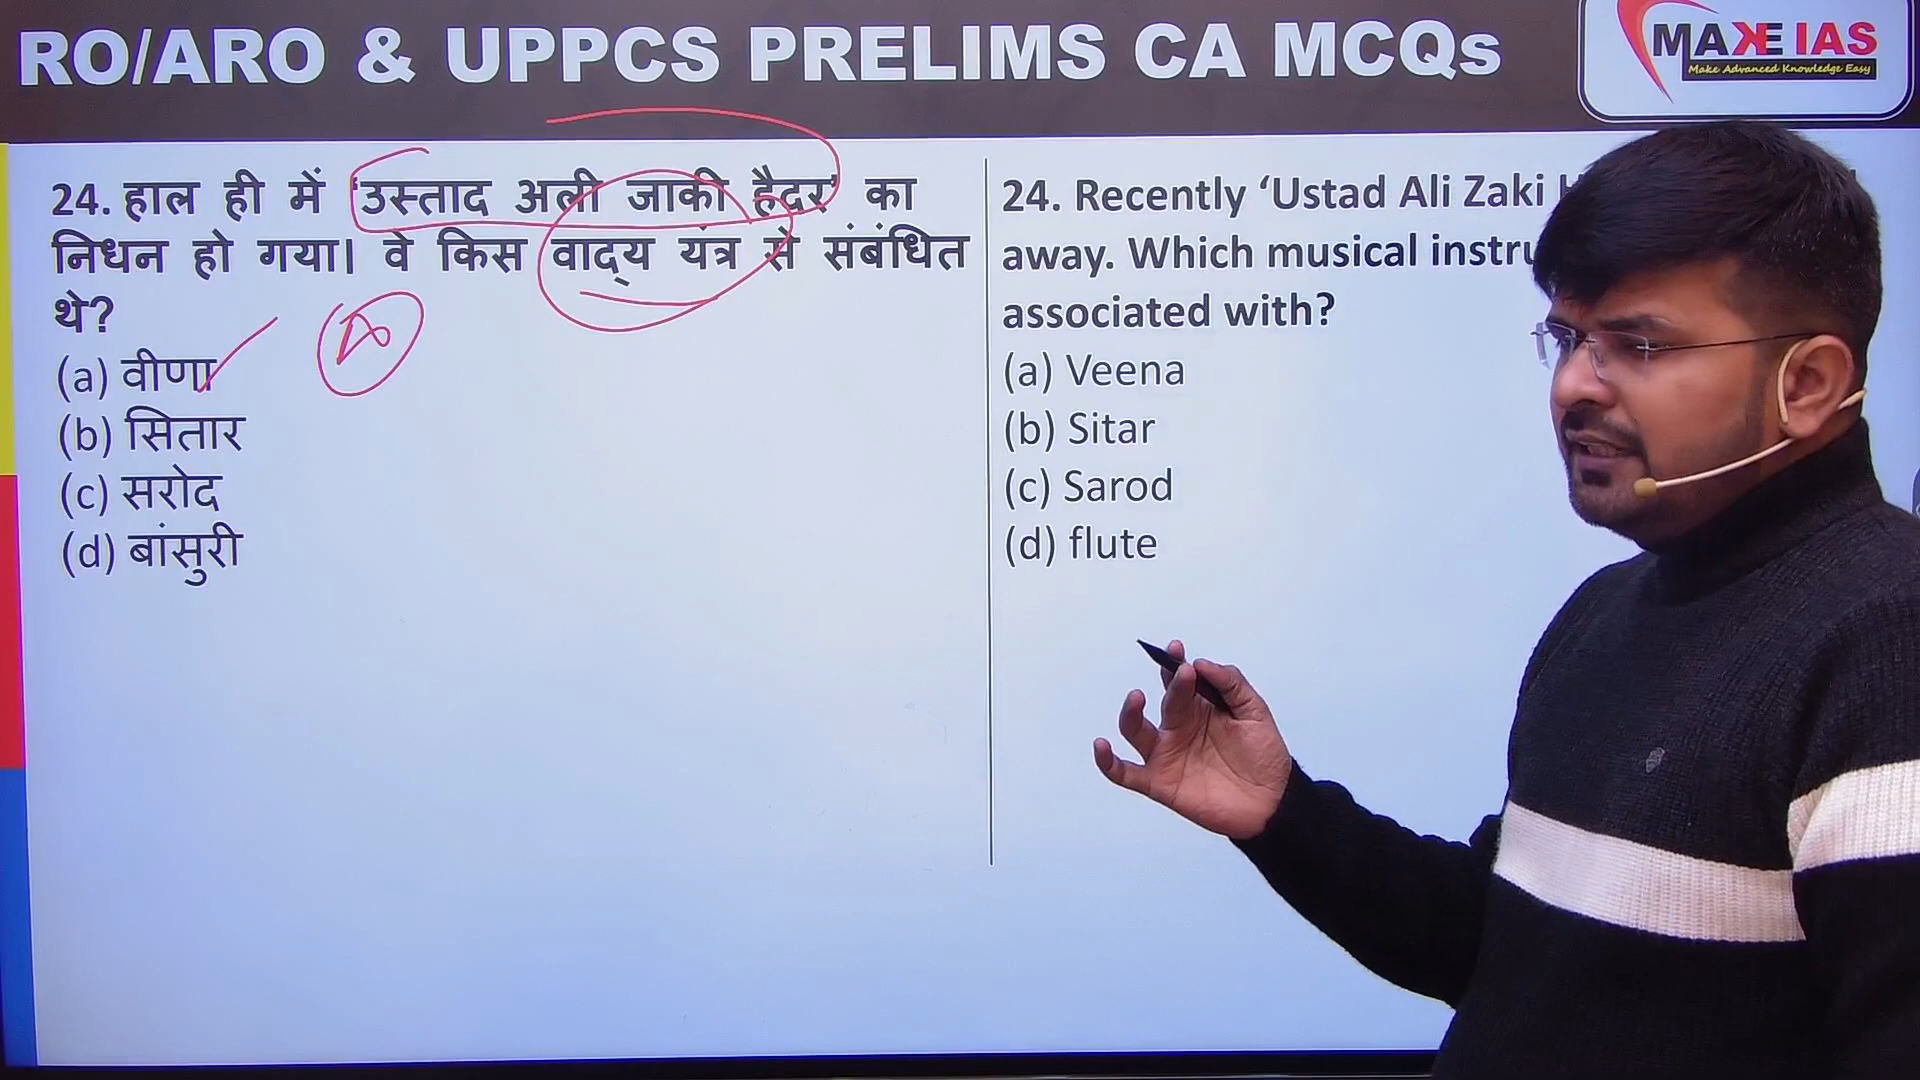 RO/ARO & UPPCS PRELIMS CA MCQs
MAKE IAS
Make Advanced Knowledge Easy
24. हाल ही में ‘उस्ताद अली जाकी हैदर’ का
निधन हो गया। वे किस वाद्य यंत्र से संबंधित
थे?
(a) वीणा
(b) सितार
(c) सरोद
(d) बांसुरी
24. Recently ‘Ustad Ali Zaki
away. Which musical
associated with?
(a) Veena
(b) Sitar
(c) Sarod
(d) flute